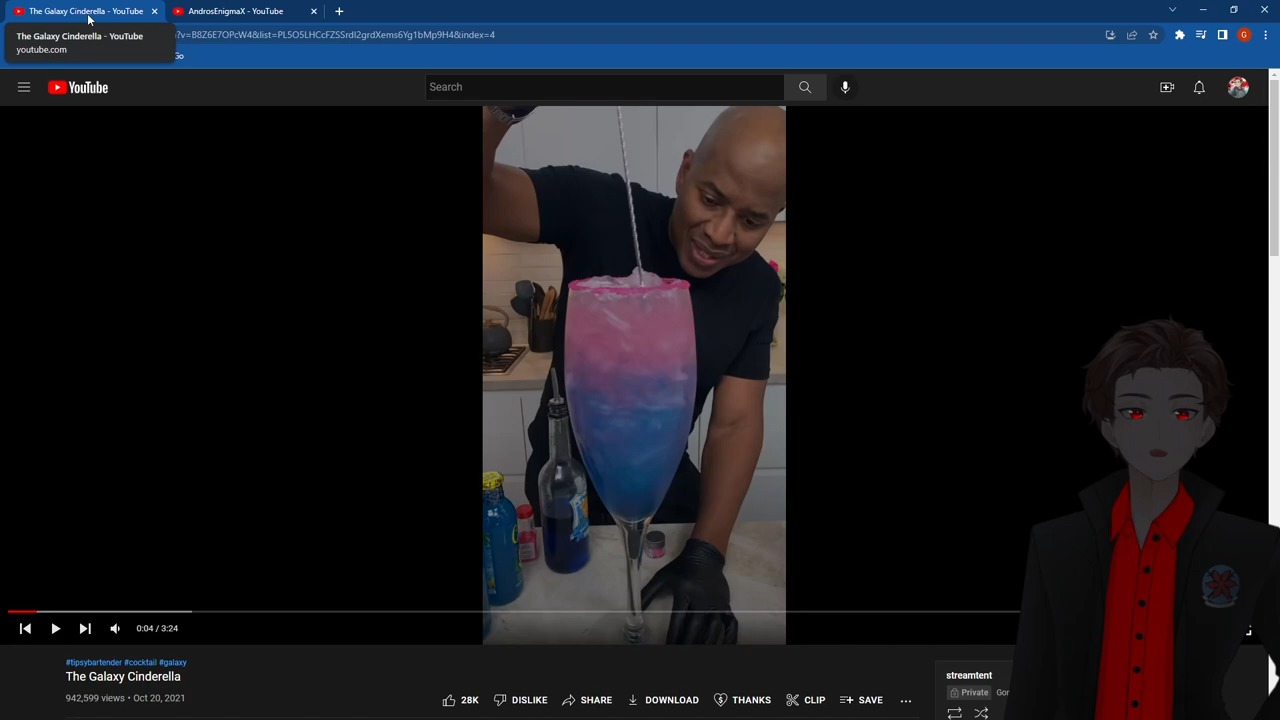 The Galaxy Cinderella - YouTube
AndrosEnigmaX - YouTube
The Galaxy Cinderella - YouTube
youtube.com
?v=B8Z6E7OPcW4&list=PL5O5LHCcFZSSrdI2grdXems6Yg1bMp9H4&index=4
Go
G
YouTube
Search
0:04 / 3:24
#tipsybartender #cocktail #galaxy
The Galaxy Cinderella
942,599 views • Oct 20, 2021
28K
DISLIKE
SHARE
DOWNLOAD
THANKS
CLIP
SAVE
streamtent
Private
Gor